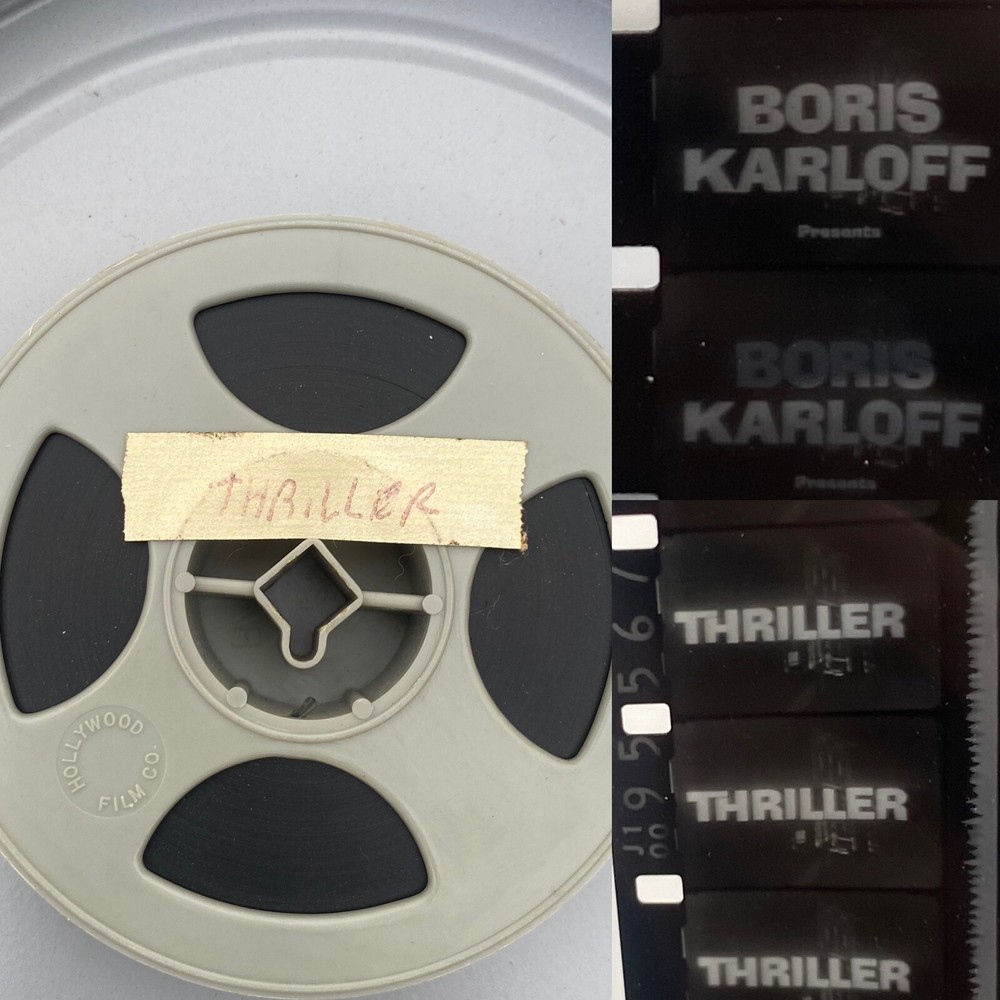 THRiLLER
HOLLYWOOD
FILM CO.
BORIS
KARLOFF
Presents
BORIS
KARLOFF
Presents
THRILLER
THRILLER
THRILLER